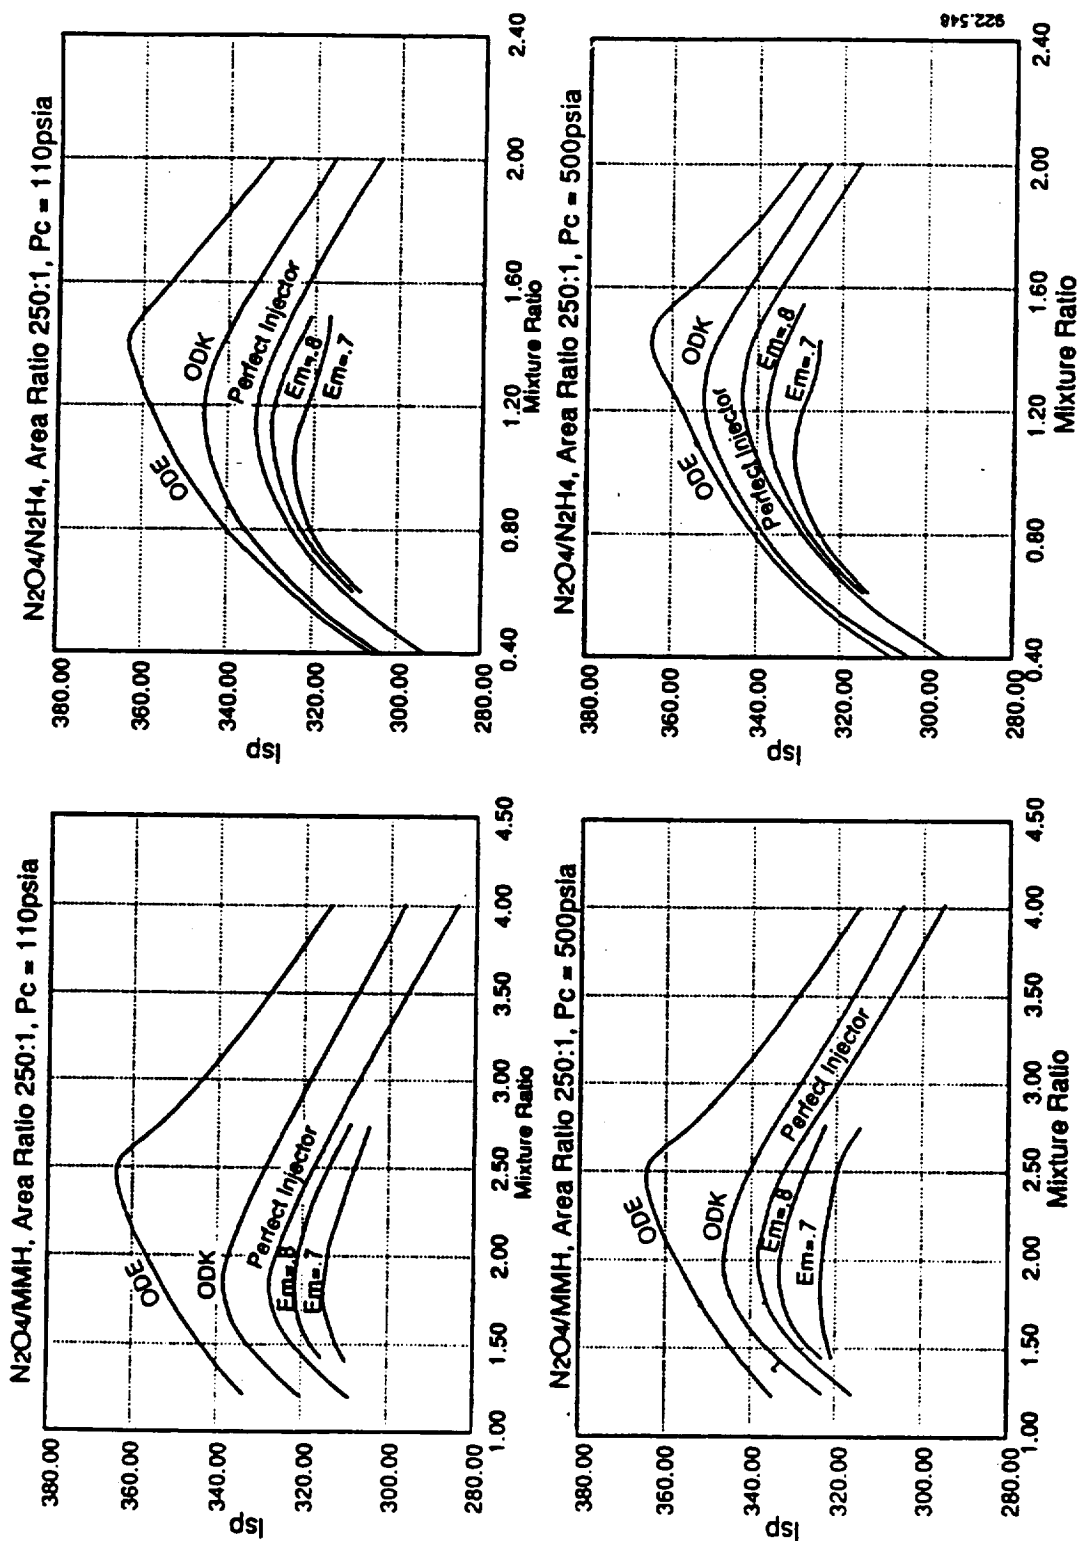 N2O4/MMH, Area Ratio 250:1, Pc = 110psia
Isp
380.00
360.00
340.00
320.00
300.00
280.00
ODE
ODK
Perfect Injector
Em=.8
Em=.7
1.00
1.50
2.00
2.50
3.00
3.50
4.00
4.50
Mixture Ratio
N2O4/N2H4, Area Ratio 250:1, Pc = 110psia
Isp
380.00
360.00
340.00
320.00
300.00
280.00
ODE
ODK
Perfect Injector
Em=.8
Em=.7
0.40
0.80
1.20
1.60
2.00
2.40
Mixture Ratio
N2O4/MMH, Area Ratio 250:1, Pc = 500psia
Isp
380.00
360.00
340.00
320.00
300.00
280.00
ODE
ODK
Perfect Injector
Em=.8
Em=.7
1.00
1.50
2.00
2.50
3.00
3.50
4.00
4.50
Mixture Ratio
N2O4/N2H4, Area Ratio 250:1, Pc = 500psia
Isp
380.00
360.00
340.00
320.00
300.00
280.00
ODE
ODK
Perfect Injector
Em=.8
Em=.7
0.40
0.80
1.20
1.60
2.00
2.40
Mixture Ratio
922.548